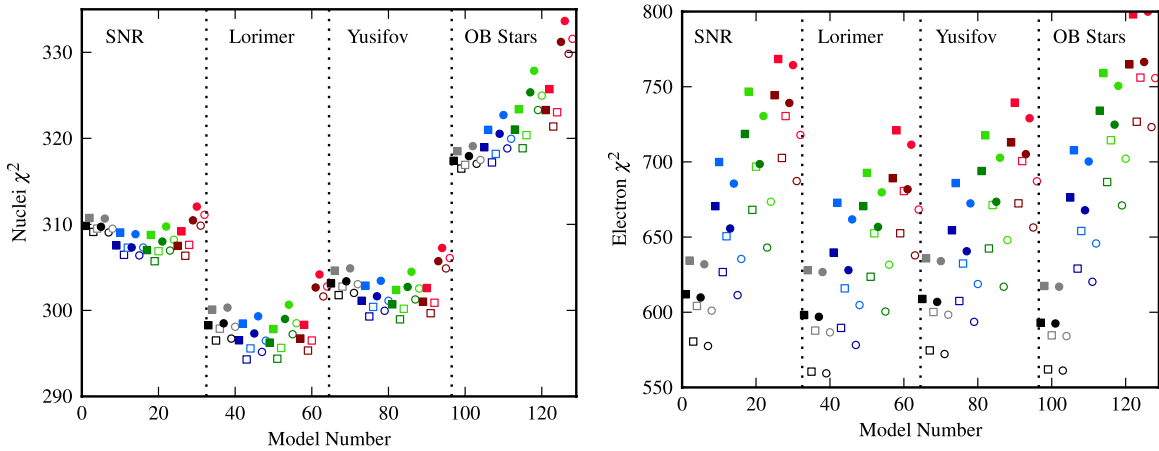 335
330
320
310
300
290
Nuclei χ²
SNR
Lorimer
Yusifov
OB Stars
0
20
40
60
80
100
120
Model Number
800
750
700
650
600
550
Electron χ²
SNR
Lorimer
Yusifov
OB Stars
0
20
40
60
80
100
120
Model Number